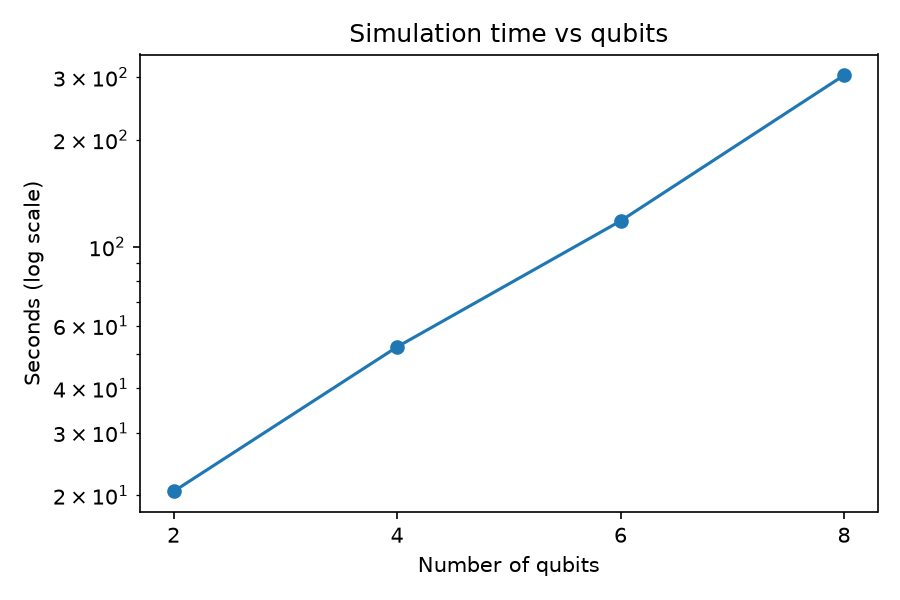 Simulation time vs qubits
Seconds (log scale)
3 × 10²
2 × 10²
10²
6 × 10¹
4 × 10¹
3 × 10¹
2 × 10¹
2 4 6 8
Number of qubits